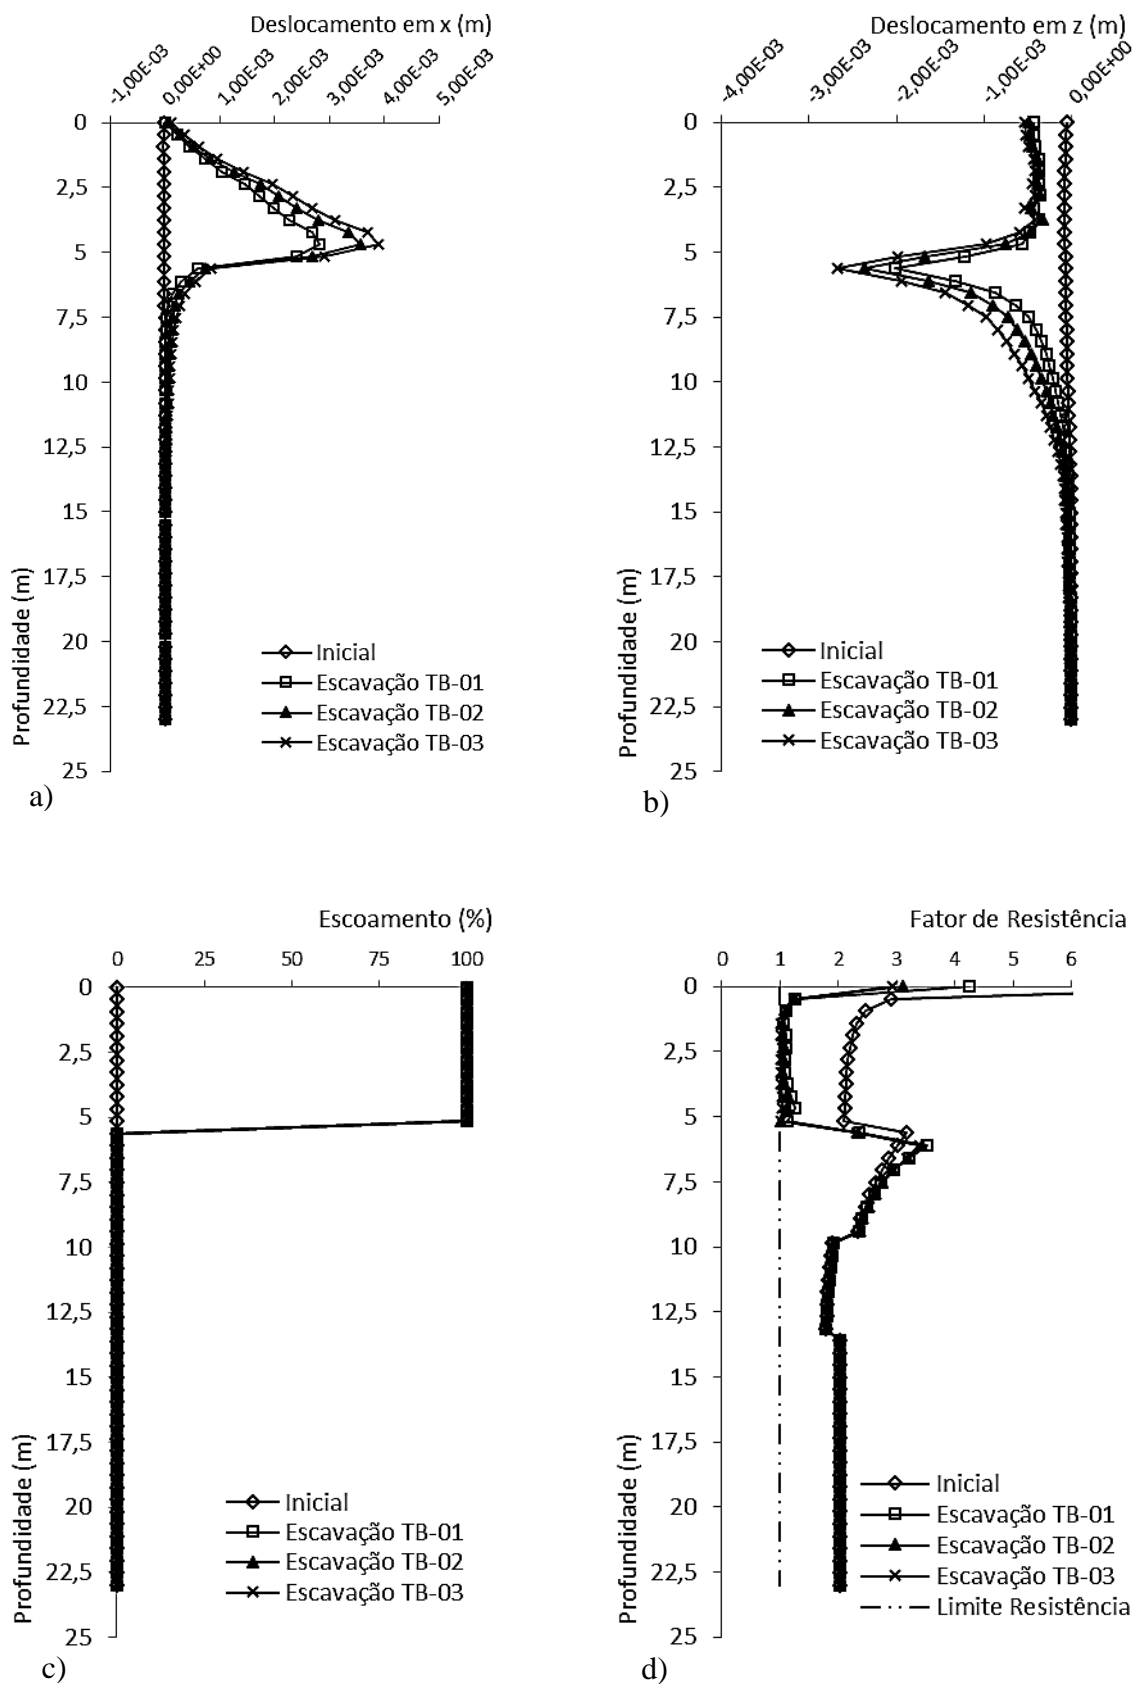 Deslocamento em x (m)
-1,00E-03
0,00E+00
1,00E-03
2,00E-03
3,00E-03
4,00E-03
5,00E-03
0
2,5
5
7,5
10
12,5
15
17,5
20
22,5
25
Profundidade (m)
Inicial
Escavação TB-01
Escavação TB-02
Escavação TB-03
a)
Deslocamento em z (m)
-4,00E-03
-3,00E-03
-2,00E-03
-1,00E-03
0,00E+00
0
2,5
5
7,5
10
12,5
15
17,5
20
22,5
25
Profundidade (m)
Inicial
Escavação TB-01
Escavação TB-02
Escavação TB-03
b)
Escoamento (%)
0 25 50 75 100
0
2,5
5
7,5
10
12,5
15
17,5
20
22,5
25
Profundidade (m)
Inicial
Escavação TB-01
Escavação TB-02
Escavação TB-03
c)
Fator de Resistência
0 1 2 3 4 5 6
0
2,5
5
7,5
10
12,5
15
17,5
20
22,5
25
Profundidade (m)
Inicial
Escavação TB-01
Escavação TB-02
Escavação TB-03
Limite Resistência
d)